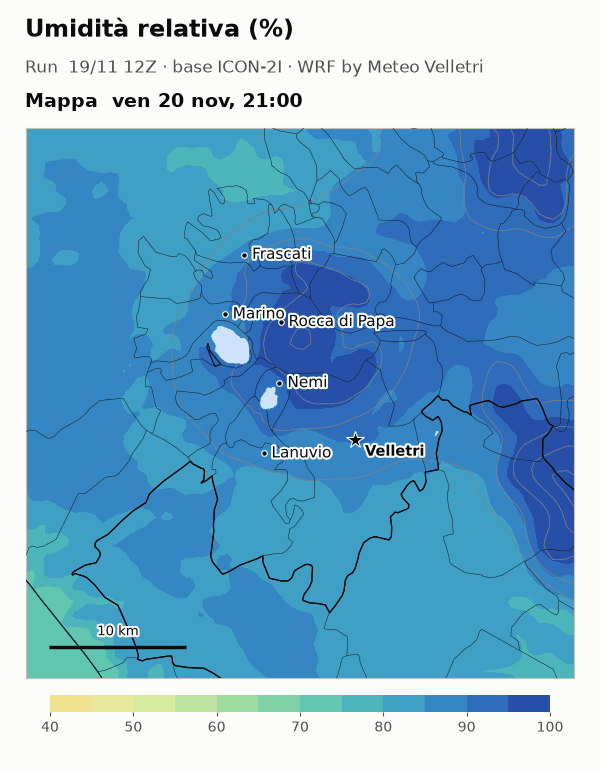 Umidità relativa (%)
Run  19/11 12Z · base ICON-2I · WRF by Meteo Velletri
Mappa  ven 20 nov, 21:00
Frascati
Marino
Rocca di Papa
Nemi
Velletri
Lanuvio
10 km
40 50 60 70 80 90 100